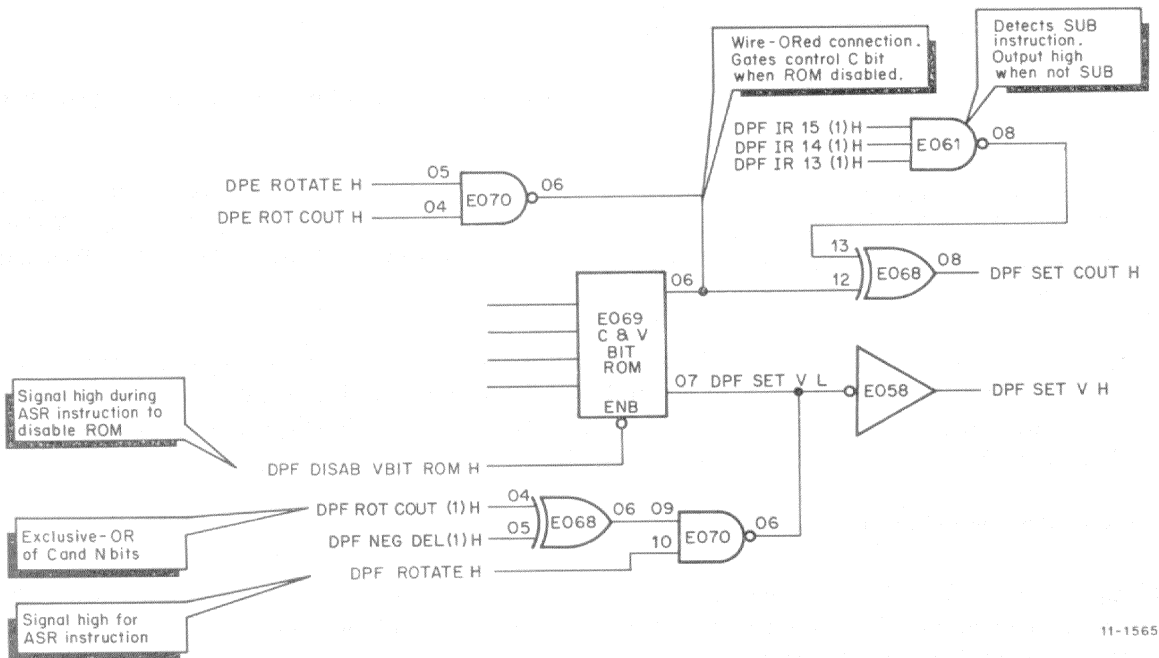 Wire-ORed connection.
Gates control C bit
when ROM disabled.
Detects SUB
instruction.
Output high
when not SUB
DPF IR 15 (1)H
DPF IR 14 (1)H
DPF IR 13 (1)H
E061
08
DPE ROTATE H
DPE ROT COUT H
05
04
E070
06
13
12
E068
08
DPF SET COUT H
06
E069
C & V
BIT
ROM
ENB
07 DPF SET V L
E058
DPF SET V H
Signal high during
ASR instruction to
disable ROM
DPF DISAB VBIT ROM H
DPF ROT COUT (1)H
DPF NEG DEL(1)H
DPF ROTATE H
04
05
E068
06
09
10
E070
06
Exclusive-OR
of C and N bits
Signal high for
ASR instruction
11-1565